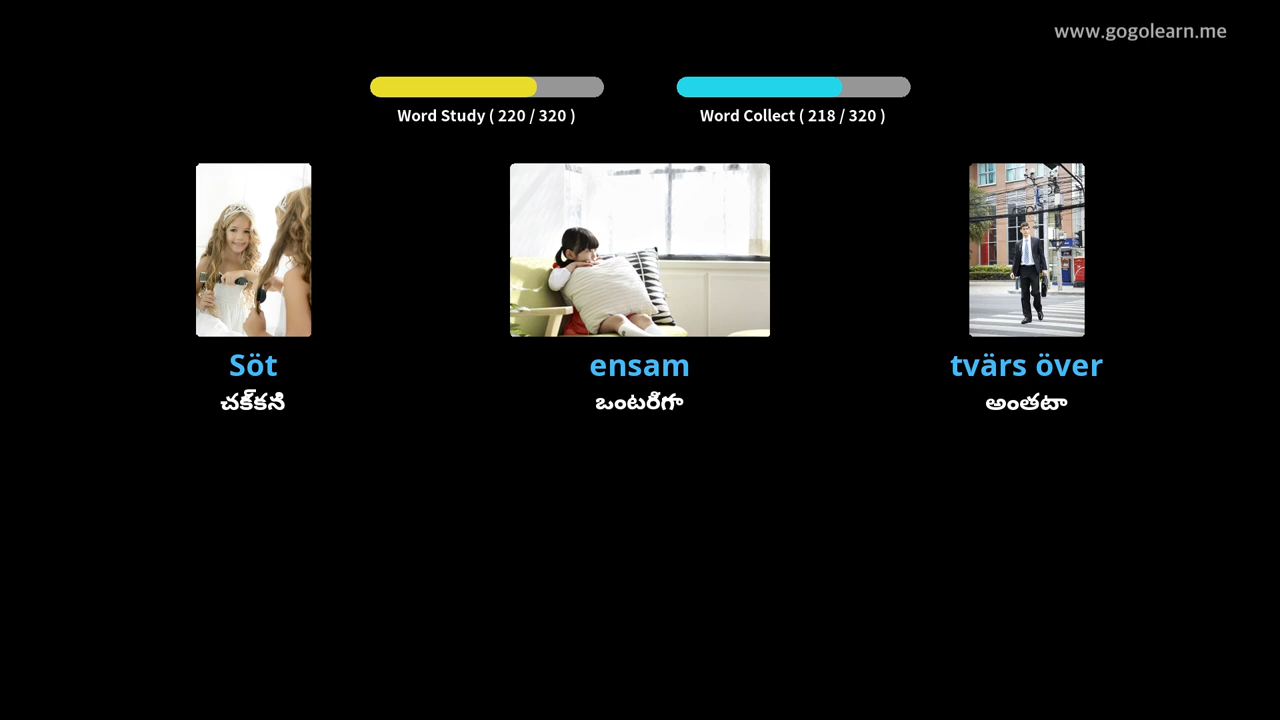 www.gogolearn.me
Word Study ( 220 / 320 )
Word Collect ( 218 / 320 )
Söt
ensam
tvärs över
చక్కని
ఒంటరిగా
అంతటా